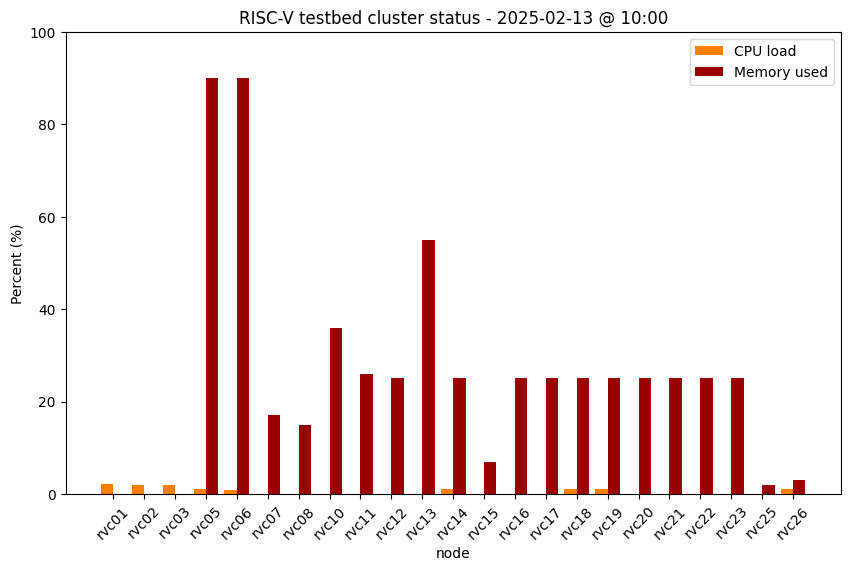 RISC-V testbed cluster status - 2025-02-13 @ 10:00
CPU load
Memory used
Percent (%)
100
80
60
40
20
0
rvc01 rvc02 rvc03 rvc05 rvc06 rvc07 rvc08 rvc10 rvc11 rvc12 rvc13 rvc14 rvc15 rvc16 rvc17 rvc18 rvc19 rvc20 rvc21 rvc22 rvc23 rvc25 rvc26
node